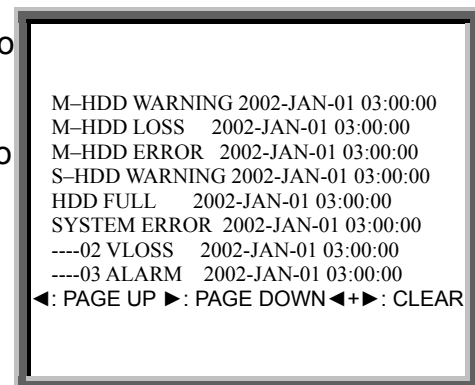 o
M–HDD WARNING 2002-JAN-01 03:00:00
M–HDD LOSS 2002-JAN-01 03:00:00
M–HDD ERROR 2002-JAN-01 03:00:00
o
S–HDD WARNING 2002-JAN-01 03:00:00
HDD FULL 2002-JAN-01 03:00:00
SYSTEM ERROR 2002-JAN-01 03:00:00
----02 VLOSS 2002-JAN-01 03:00:00
----03 ALARM 2002-JAN-01 03:00:00
◄: PAGE UP ►: PAGE DOWN◄+►: CLEAR